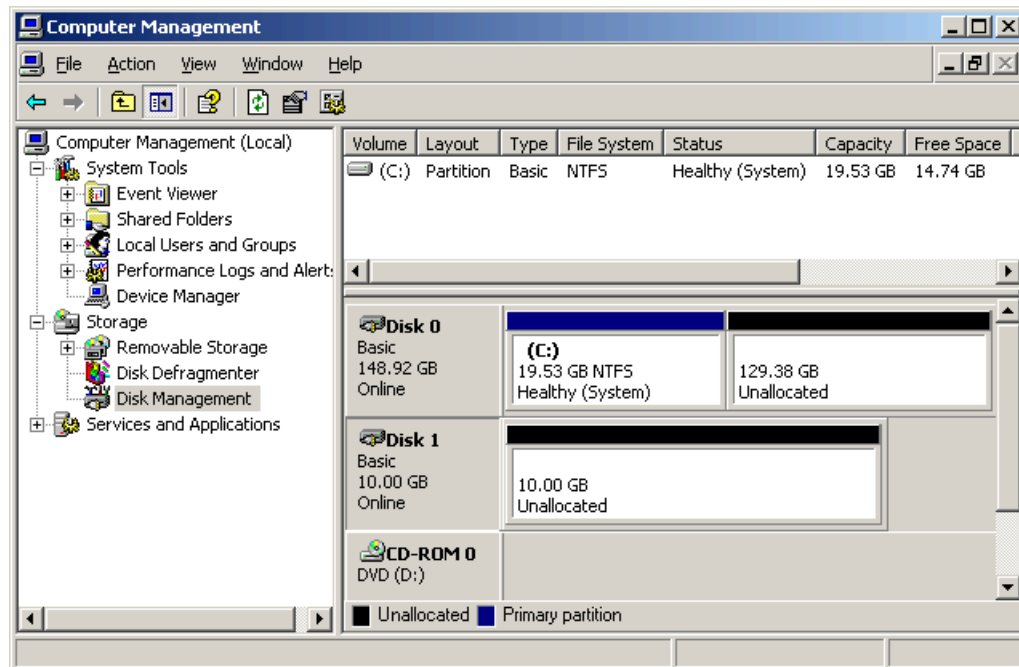 Computer Management
File Action View Window Help
Computer Management (Local)
System Tools
Event Viewer
Shared Folders
Local Users and Groups
Performance Logs and Alert
Device Manager
Storage
Removable Storage
Disk Defragmenter
Disk Management
Services and Applications
Volume Layout Type File System Status Capacity Free Space
(C:) Partition Basic NTFS Healthy (System) 19.53 GB 14.74 GB
Disk 0
Basic
148.92 GB
Online
(C:)
19.53 GB NTFS
Healthy (System)
129.38 GB
Unallocated
Disk 1
Basic
10.00 GB
Online
10.00 GB
Unallocated
CD-ROM 0
DVD (D:)
Unallocated Primary partition